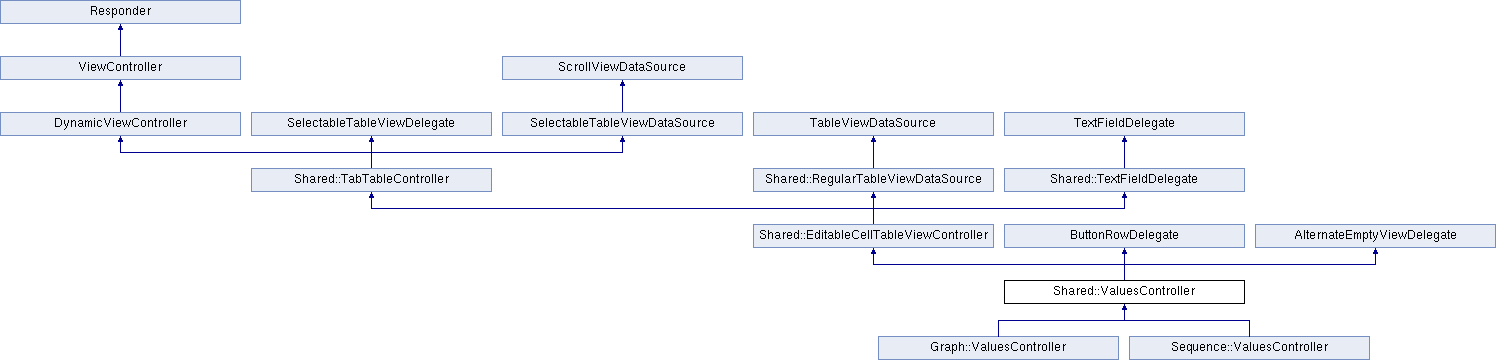 Responder
ViewController
ScrollViewDataSource
DynamicViewController
SelectableTableViewDelegate
SelectableTableViewDataSource
TableViewDataSource
TextFieldDelegate
Shared::TabTableController
Shared::RegularTableViewDataSource
Shared::TextFieldDelegate
Shared::EditableCellTableViewController
ButtonRowDelegate
AlternateEmptyViewDelegate
Shared::ValuesController
Graph::ValuesController
Sequence::ValuesController